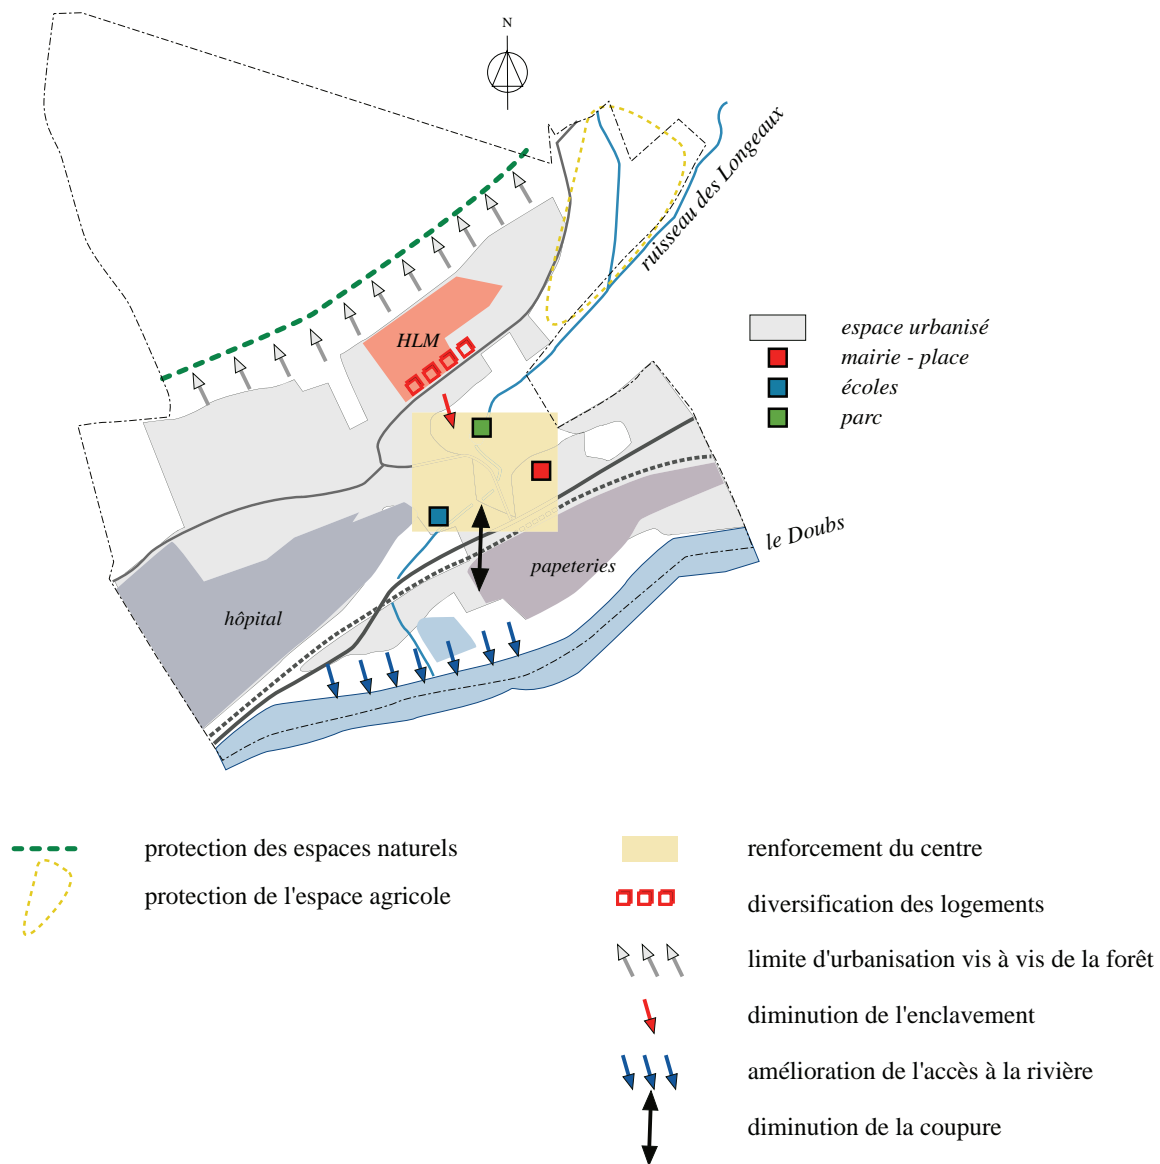 N
ruisseau des Longeaux
HLM
espace urbanisé
mairie - place
écoles
parc
le Doubs
papeteries
hôpital
protection des espaces naturels
protection de l'espace agricole
renforcement du centre
diversification des logements
limite d'urbanisation vis à vis de la forêt
diminution de l'enclavement
amélioration de l'accès à la rivière
diminution de la coupure